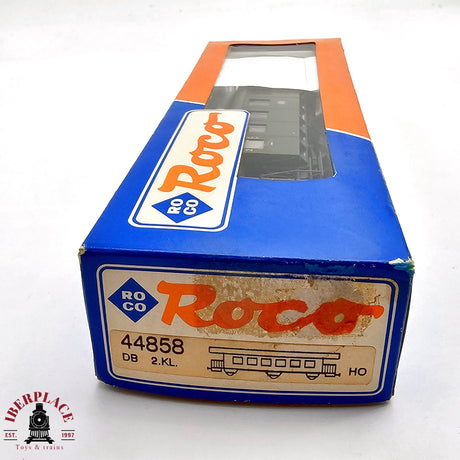 RO
CO
Roco
RO
CO
Roco
44858
DB 2.KL.
HO
IBERPLACE
EST. 1997
Toys & trains